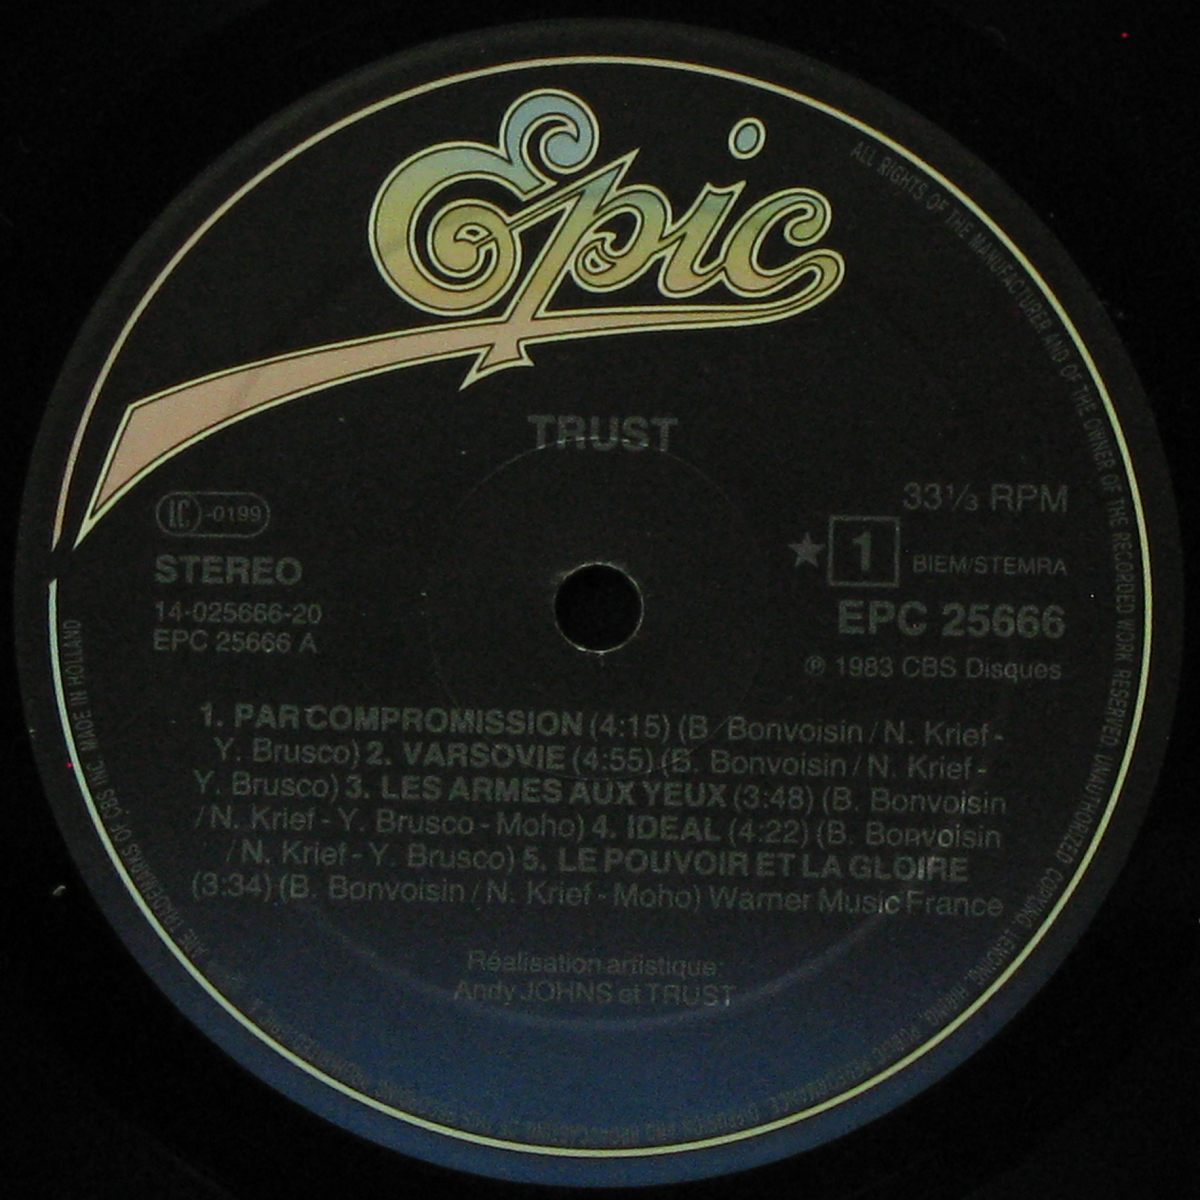 Epic
TRUST
LC-0199
STEREO
14-025666-20
EPC 25666 A
33⅓ RPM
★ 1 BIEM/STEMRA
EPC 25666
℗ 1983 CBS Disques
1. PAR COMPROMISSION (4:15) (B. Bonvoisin / N. Krief-
Y. Brusco) 2. VARSOVIE (4:55) (B. Bonvoisin / N. Krief-
Y. Brusco) 3. LES ARMES AUX YEUX (3:48) (B. Bonvoisin
/ N. Krief - Y. Brusco - Moho) 4. IDEAL (4:22) (B. Bonvoisin
/ N. Krief - Y. Brusco) 5. LE POUVOIR ET LA GLOIRE
(3:34) (B. Bonvoisin / N. Krief - Moho) Warner Music France
Réalisation artistique:
Andy JOHNS et TRUST
ALL RIGHTS OF THE MANUFACTURER AND OF THE OWNER OF THE RECORDED WORK RESERVED. UNAUTHORIZED COPYING, LENDING, HIRING, PUBLIC PERFORMANCE
ARE TRADEMARKS OF CBS INC. MADE IN HOLLAND